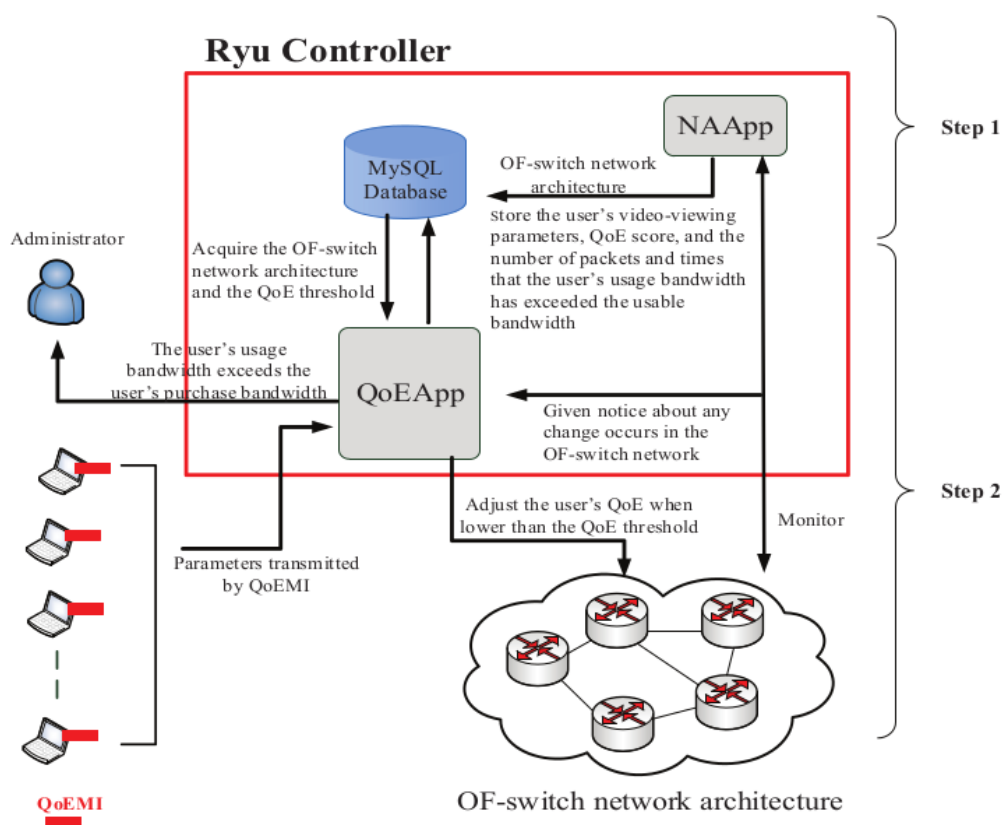 Ryu Controller
NAApp
Step 1
MySQL
Database
OF-switch network
architecture
Store the user's video-viewing
parameters, QoE score, and the
number of packets and times
that the user's usage bandwidth
has exceeded the usable
bandwidth
Administrator
Acquire the OF-switch
network architecture
and the QoE threshold
The user's usage
bandwidth exceeds the
user's purchase bandwidth
QoEApp
Given notice about any
change occurs in the
OF-switch network
Step 2
Adjust the user's QoE when
lower than the QoE threshold
Monitor
Parameters transmitted
by QoEMI
QoEMI
OF-switch network architecture